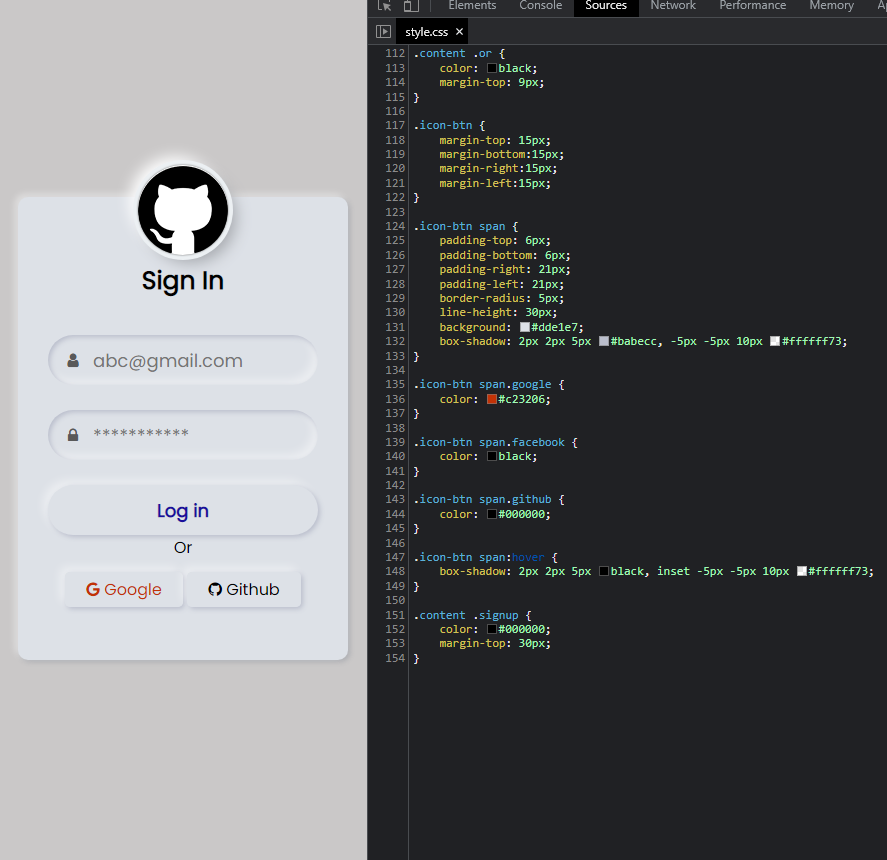 Elements Console Sources Network Performance Memory
style.css ×
Sign In
abc@gmail.com
***********
Log in
Or
Google Github
112 .content .or {
113 color: black;
114 margin-top: 9px;
115 }
116
117 .icon-btn {
118 margin-top: 15px;
119 margin-bottom:15px;
120 margin-right:15px;
121 margin-left:15px;
122 }
123
124 .icon-btn span {
125 padding-top: 6px;
126 padding-bottom: 6px;
127 padding-right: 21px;
128 padding-left: 21px;
129 border-radius: 5px;
130 line-height: 30px;
131 background: #dde1e7;
132 box-shadow: 2px 2px 5px #babecc, -5px -5px 10px #ffffff73;
133 }
134
135 .icon-btn span.google {
136 color: #c23206;
137 }
138
139 .icon-btn span.facebook {
140 color: black;
141 }
142
143 .icon-btn span.github {
144 color: #000000;
145 }
146
147 .icon-btn span:hover {
148 box-shadow: 2px 2px 5px black, inset -5px -5px 10px #ffffff73;
149 }
150
151 .content .signup {
152 color: #000000;
153 margin-top: 30px;
154 }